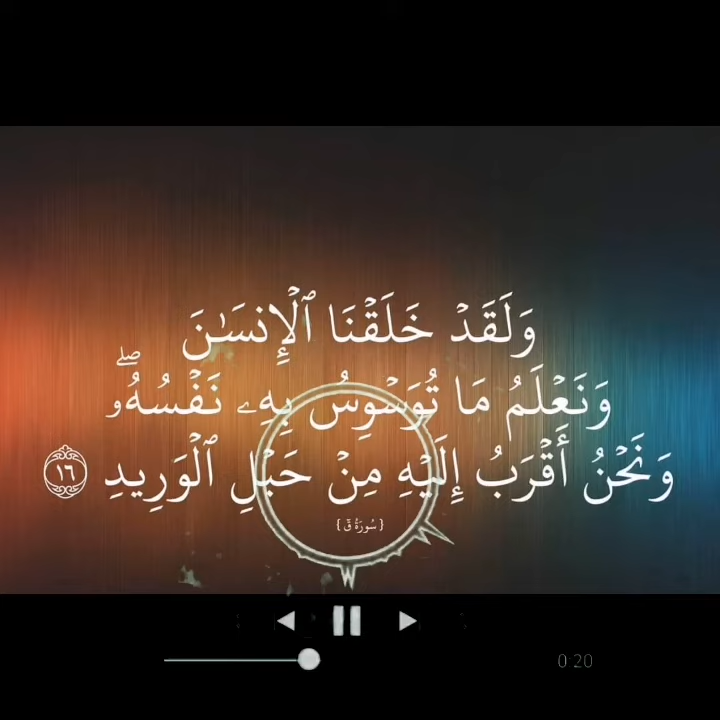 وَلَقَدْ خَلَقْنَا ٱلْإِنسَـٰنَ
وَنَعْلَمُ مَا تُوَسْوِسُ بِهِۦ نَفْسُهُۥ ۖ
وَنَحْنُ أَقْرَبُ إِلَيْهِ مِنْ حَبْلِ ٱلْوَرِيدِ ١٦
{سُورَةُ ق}
0:20